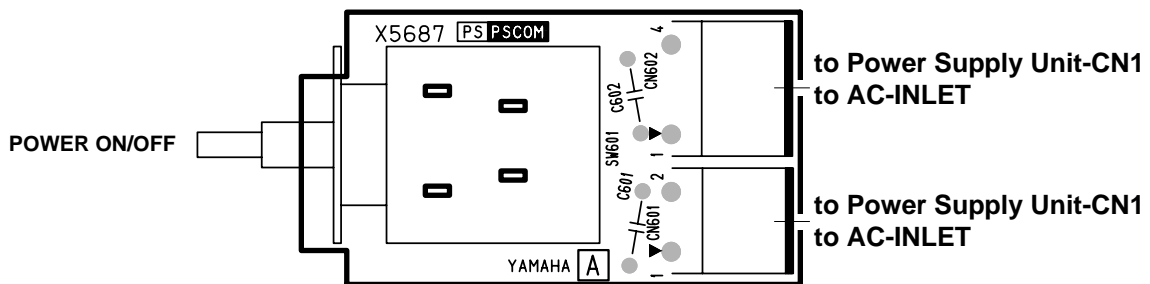 X5687 PS PSCOM
4
CN602
C602
to Power Supply Unit-CN1
to AC-INLET
POWER ON/OFF
SW601
1
2
C601
CN601
1
to Power Supply Unit-CN1
to AC-INLET
YAMAHA A